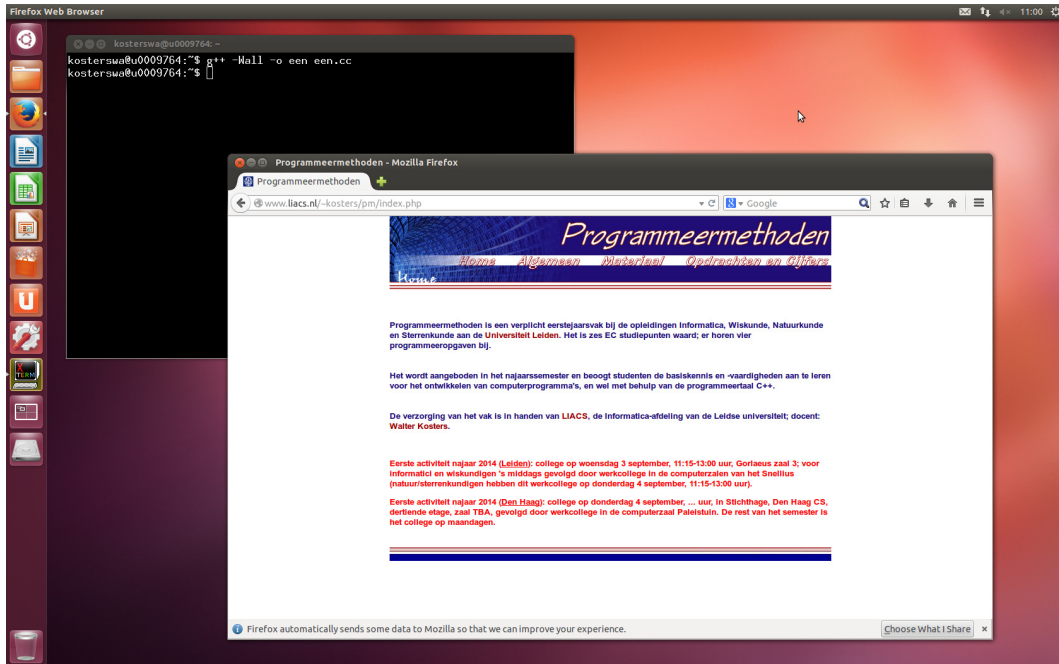 Firefox Web Browser
11:00
kosterswa@u0009764: ~
kosterswa@u0009764:~$ g++ -Wall -o een een.cc
kosterswa@u0009764:~$
Programmeermethoden - Mozilla Firefox
Programmeermethoden
www.liacs.nl/~kosters/pm/index.php
Google
Programmeermethoden
Home Algemeen Materiaal Opdrachten en Cijfers
Home
Programmeermethoden is een verplicht eerstejaarsvak bij de opleidingen Informatica, Wiskunde, Natuurkunde
en Sterrenkunde aan de Universiteit Leiden. Het is zes EC studiepunten waard; er horen vier
programmeeropgaven bij.
Het wordt aangeboden in het najaarssemester en beoogt studenten de basiskennis en -vaardigheden aan te leren
voor het ontwikkelen van computerprogramma's, en wel met behulp van de programmeertaal C++.
De verzorging van het vak is in handen van LIACS, de Informatica-afdeling van de Leidse universiteit; docent:
Walter Kosters.
Eerste activiteit najaar 2014 (Leiden): college op woensdag 3 september, 11:15-13:00 uur, Gorlaeus zaal 3; voor
informatici en wiskundigen 's middags gevolgd door werkcollege in de computerzalen van het Snellius
(natuur/sterrenkundigen hebben dit werkcollege op donderdag 4 september, 11:15-13:00 uur).
Eerste activiteit najaar 2014 (Den Haag): college op donderdag 4 september, ... uur, in Stichthage, Den Haag CS,
dertiende etage, zaal TBA, gevolgd door werkcollege in de computerzaal Paleistuin. De rest van het semester is
het college op maandagen.
X
TERM
Firefox automatically sends some data to Mozilla so that we can improve your experience.
Choose What I Share